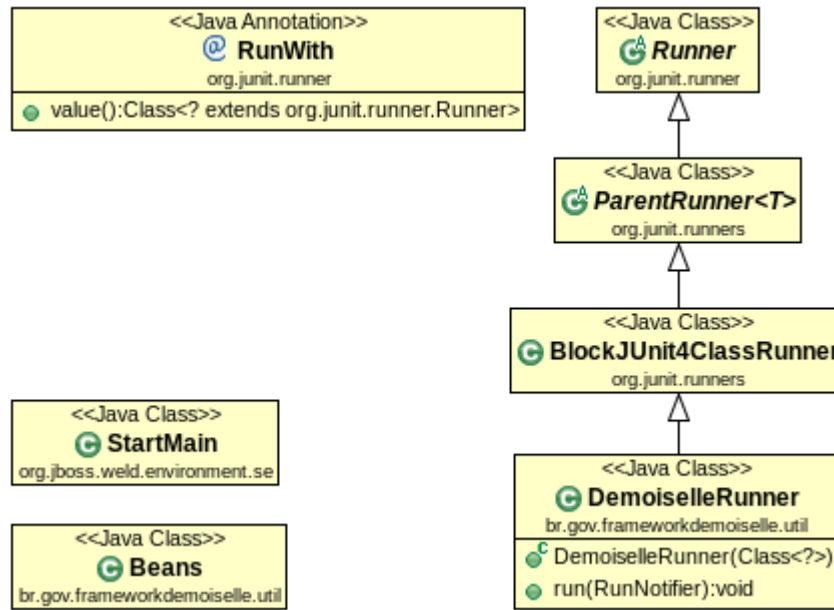 <<Java Annotation>>
@ RunWith
org.junit.runner
value():Class<? extends org.junit.runner.Runner>
<<Java Class>>
Runner
org.junit.runner
<<Java Class>>
ParentRunner<T>
org.junit.runners
<<Java Class>>
BlockJUnit4ClassRunner
org.junit.runners
<<Java Class>>
StartMain
org.jboss.weld.environment.se
<<Java Class>>
DemoiselleRunner
br.gov.frameworkdemoiselle.util
DemoiselleRunner(Class<?>)
run(RunNotifier):void
<<Java Class>>
Beans
br.gov.frameworkdemoiselle.util